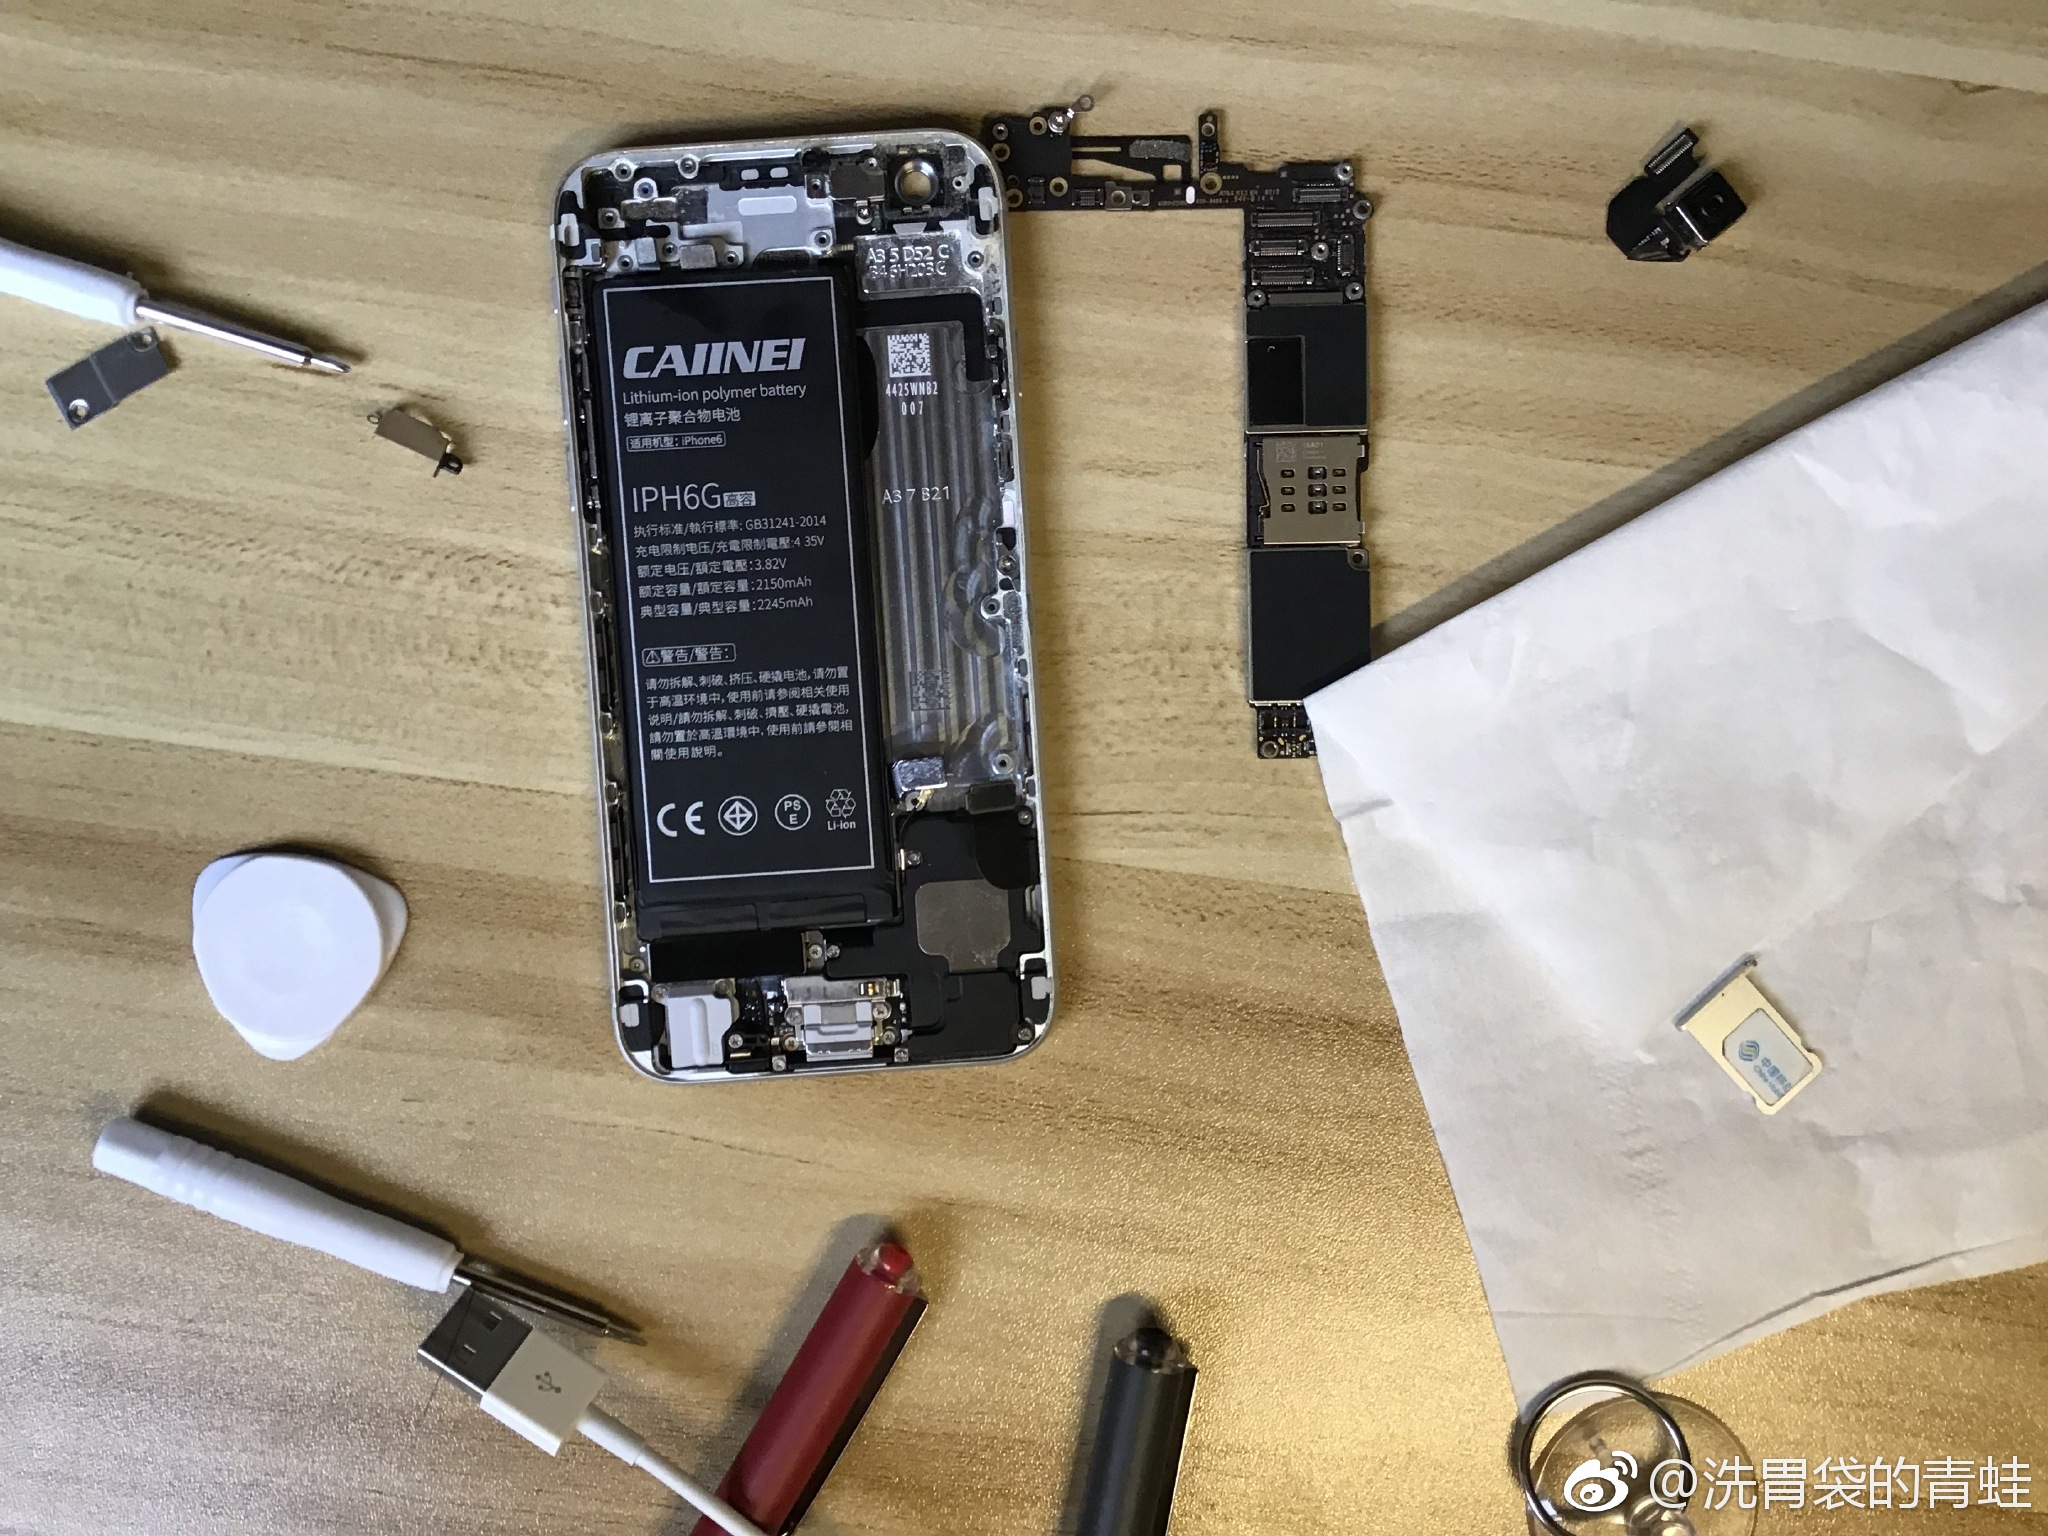 A3 5 D52 C
346H203C
CAIINEI
Lithium-ion polymer battery
锂离子聚合物电池
适用机型：iPhone6
IPH6G 高容
执行标准/執行標準：GB31241-2014
充电限制电压/充電限制電壓:4 35V
额定电压/額定電壓：3.82V
额定容量/額定容量：2150mAh
典型容量/典型容量：2245mAh
警告/警告：
请勿拆解、刺破、挤压、硬撬电池，请勿置
于高温环境中，使用前请参阅相关使用
说明/請勿拆解、刺破、擠壓、硬撬電池，
請勿置於高溫環境中，使用前請參閱相
關使用說明。
CE
PS
E
Li-ion
4425WNB2
007
A3 7 B21
中国移动
@洗胃袋的青蛙